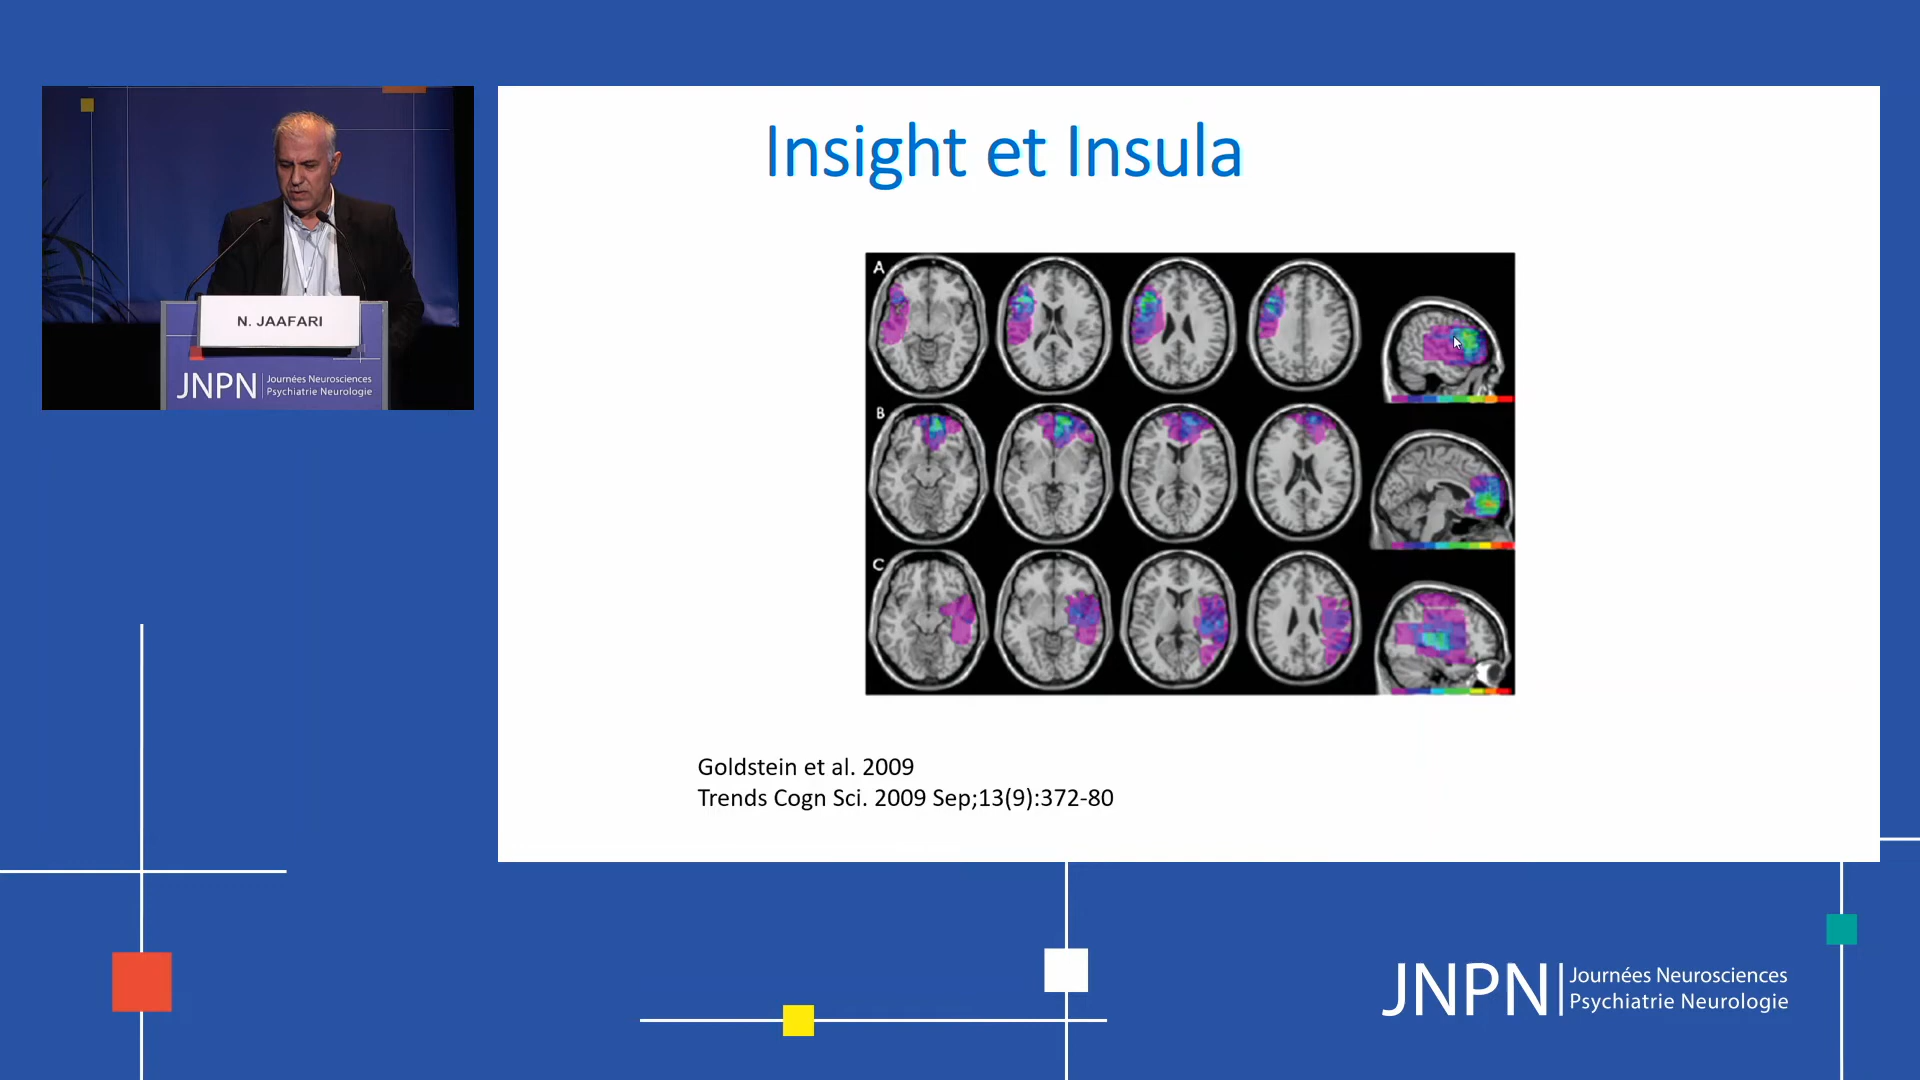 N. JAAFARI
JNPN Journées Neurosciences
Psychiatrie Neurologie
Insight et Insula
A
B
C
Goldstein et al. 2009
Trends Cogn Sci. 2009 Sep;13(9):372-80
JNPN Journées Neurosciences
Psychiatrie Neurologie